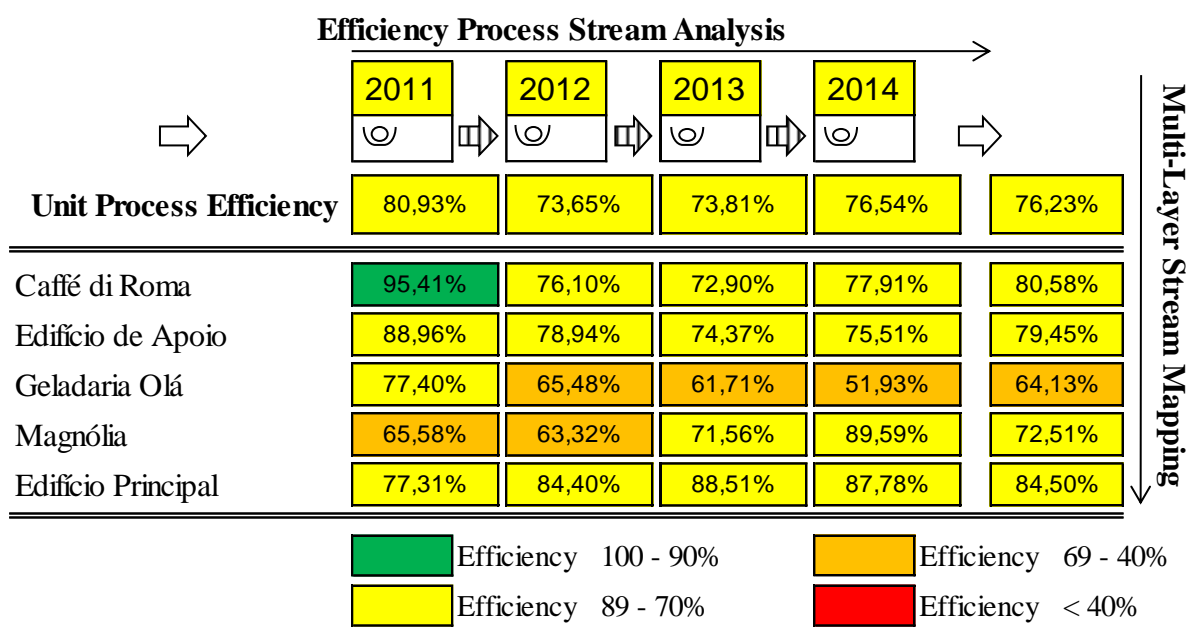 Efficiency Process Stream Analysis
2011 2012 2013 2014
Unit Process Efficiency 80,93% 73,65% 73,81% 76,54% 76,23%
Caffé di Roma 95,41% 76,10% 72,90% 77,91% 80,58%
Edifício de Apoio 88,96% 78,94% 74,37% 75,51% 79,45%
Geladaria Olá 77,40% 65,48% 61,71% 51,93% 64,13%
Magnólia 65,58% 63,32% 71,56% 89,59% 72,51%
Edifício Principal 77,31% 84,40% 88,51% 87,78% 84,50%
Multi-Layer Stream Mapping
Efficiency 100 - 90% Efficiency 69 - 40%
Efficiency 89 - 70% Efficiency < 40%